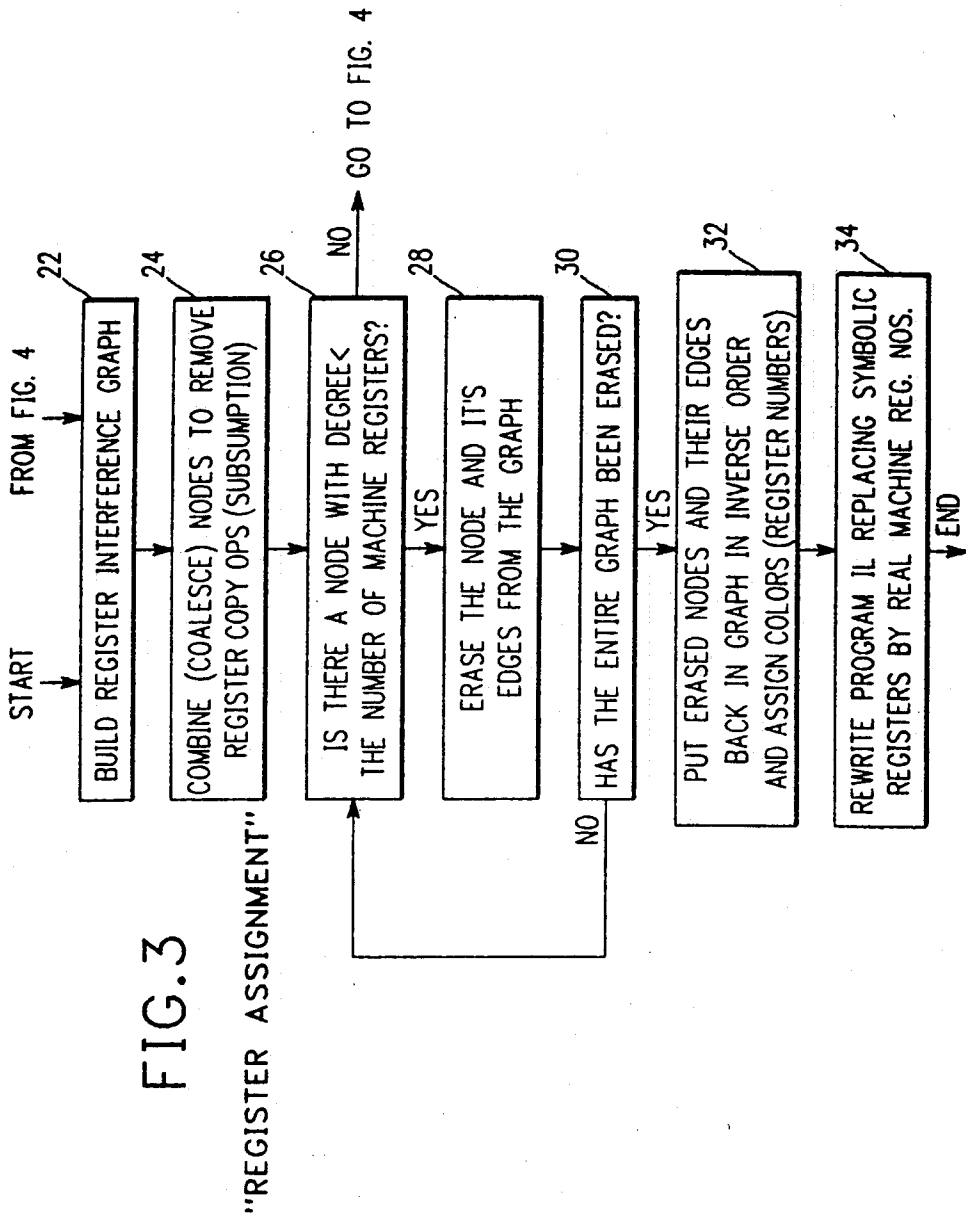 FIG.3
"REGISTER ASSIGNMENT"
START
FROM FIG. 4
22
BUILD REGISTER INTERFERENCE GRAPH
24
COMBINE (COALESCE) NODES TO REMOVE
REGISTER COPY OPS (SUBSUMPTION)
26
IS THERE A NODE WITH DEGREE<
THE NUMBER OF MACHINE REGISTERS?
NO
GO TO FIG. 4
YES
28
ERASE THE NODE AND IT'S
EDGES FROM THE GRAPH
30
HAS THE ENTIRE GRAPH BEEN ERASED?
NO
YES
32
PUT ERASED NODES AND THEIR EDGES
BACK IN GRAPH IN INVERSE ORDER
AND ASSIGN COLORS (REGISTER NUMBERS)
34
REWRITE PROGRAM IL REPLACING SYMBOLIC
REGISTERS BY REAL MACHINE REG. NOS.
END